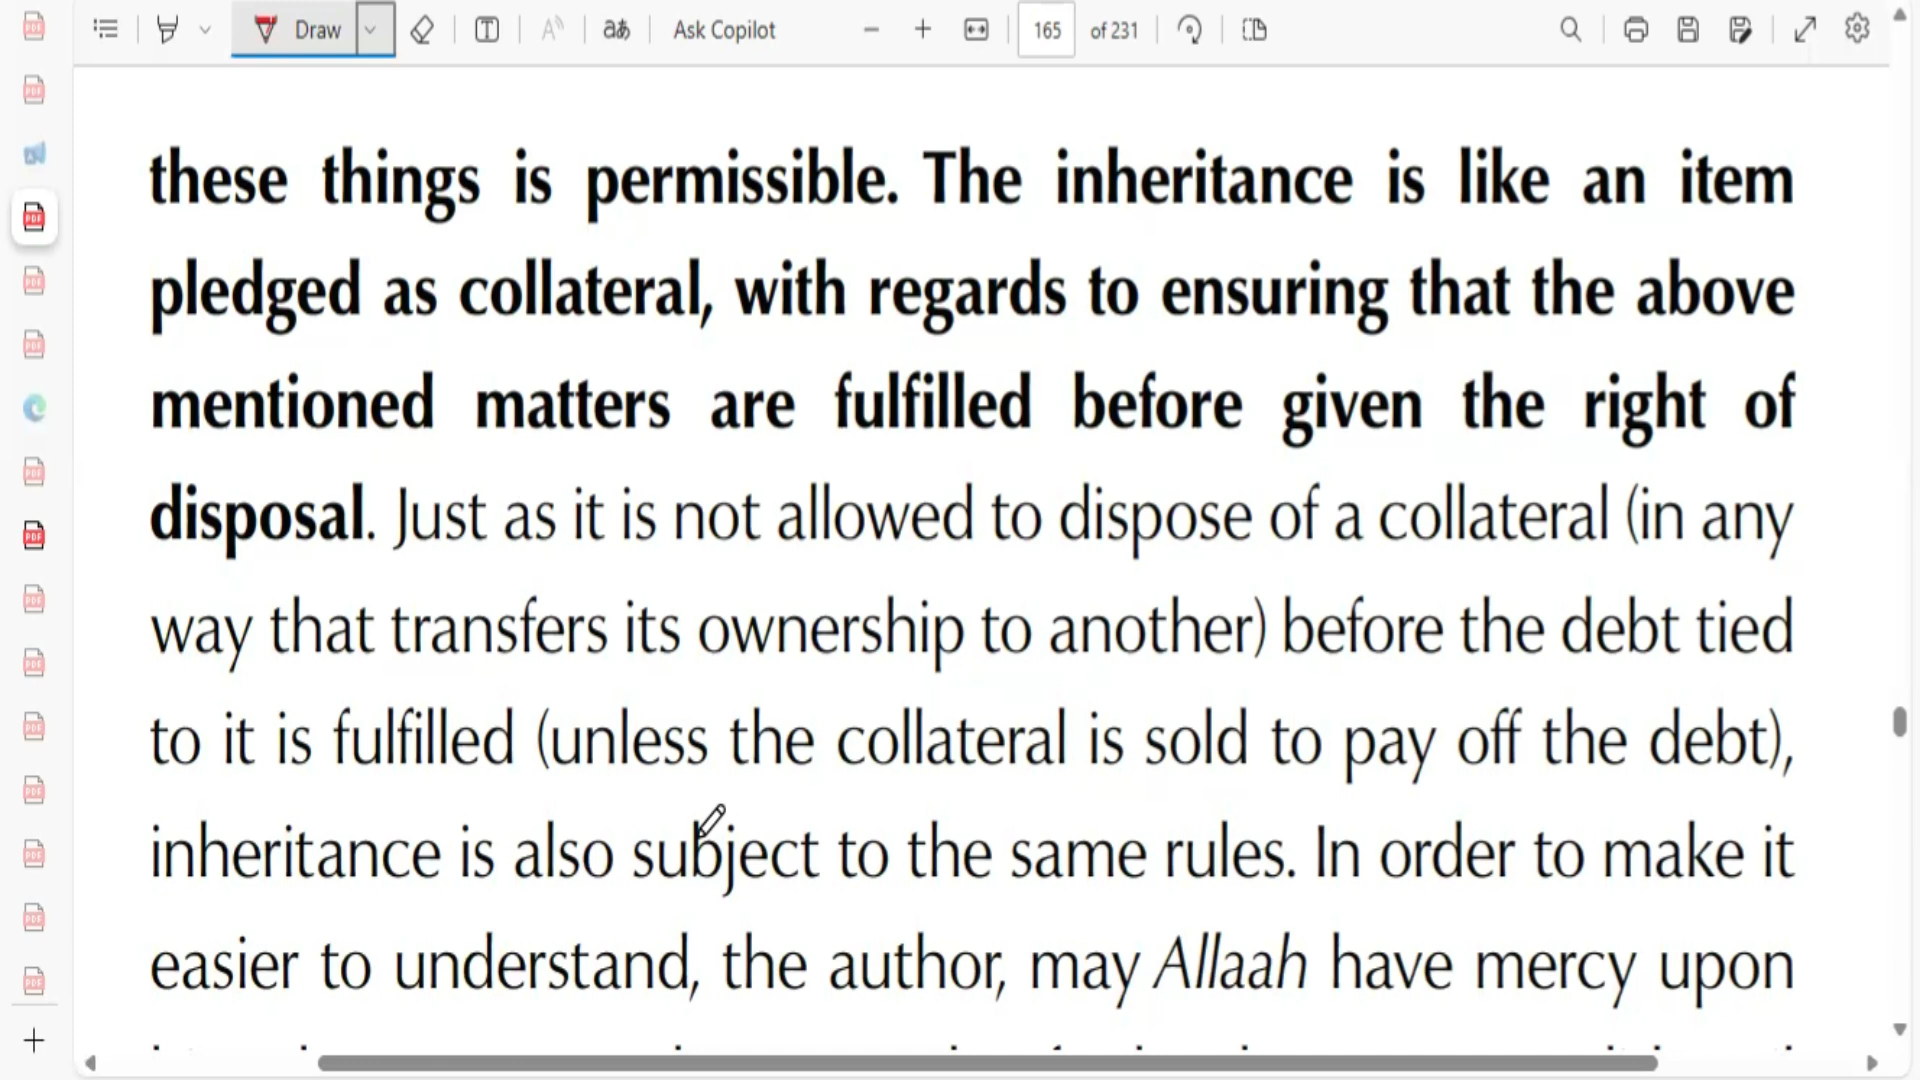 Draw
Ask Copilot
165 of 231
these things is permissible. The inheritance is like an item
pledged as collateral, with regards to ensuring that the above
mentioned matters are fulfilled before given the right of
disposal. Just as it is not allowed to dispose of a collateral (in any
way that transfers its ownership to another) before the debt tied
to it is fulfilled (unless the collateral is sold to pay off the debt),
inheritance is also subject to the same rules. In order to make it
easier to understand, the author, may Allaah have mercy upon